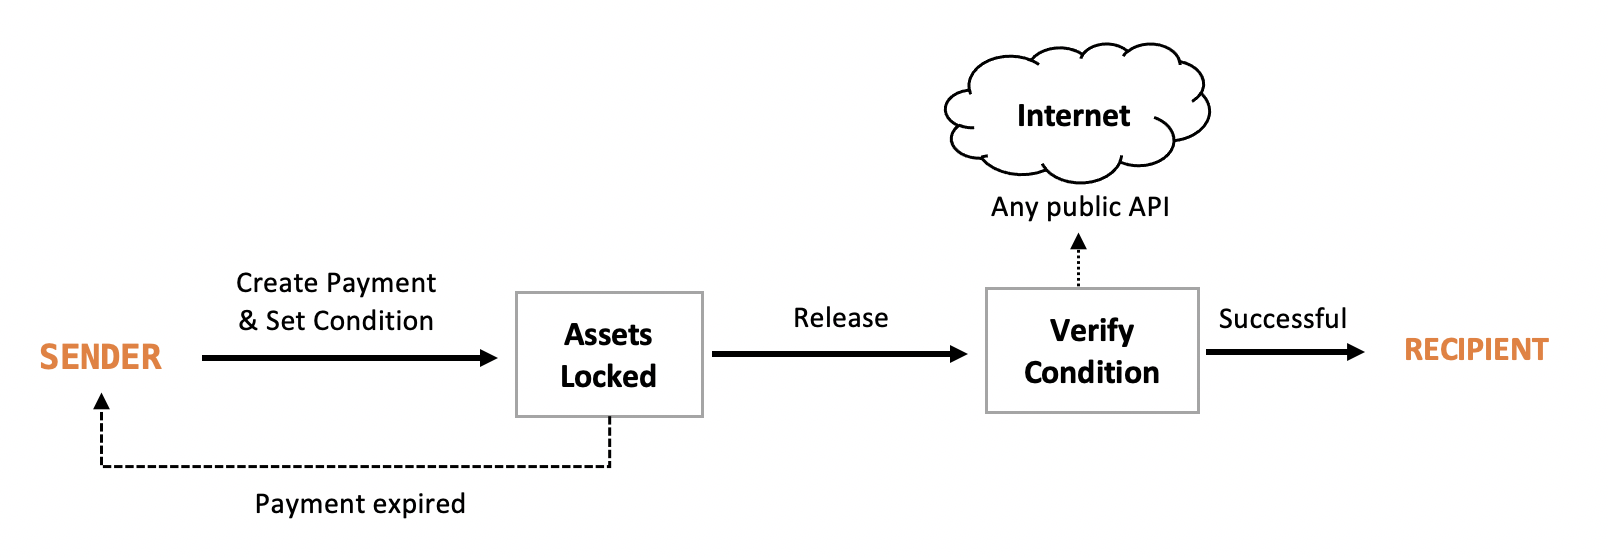 Internet
Any public API
Create Payment
& Set Condition
SENDER
Assets
Locked
Release
Verify
Condition
Successful
RECIPIENT
Payment expired